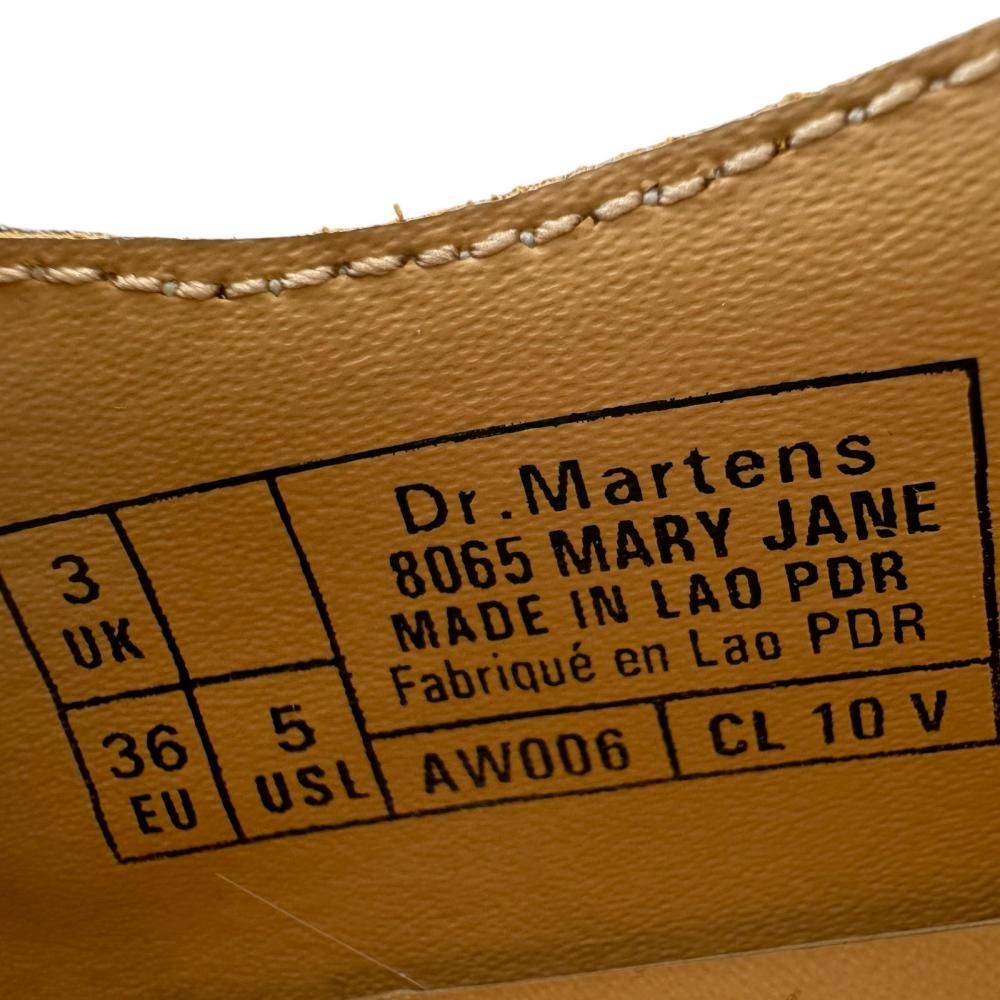 Dr. Martens
8065 MARY JANE
MADE IN LAO PDR
Fabriqué en Lao PDR
3
UK
36
EU
5
USL
AW006
CL 10 V